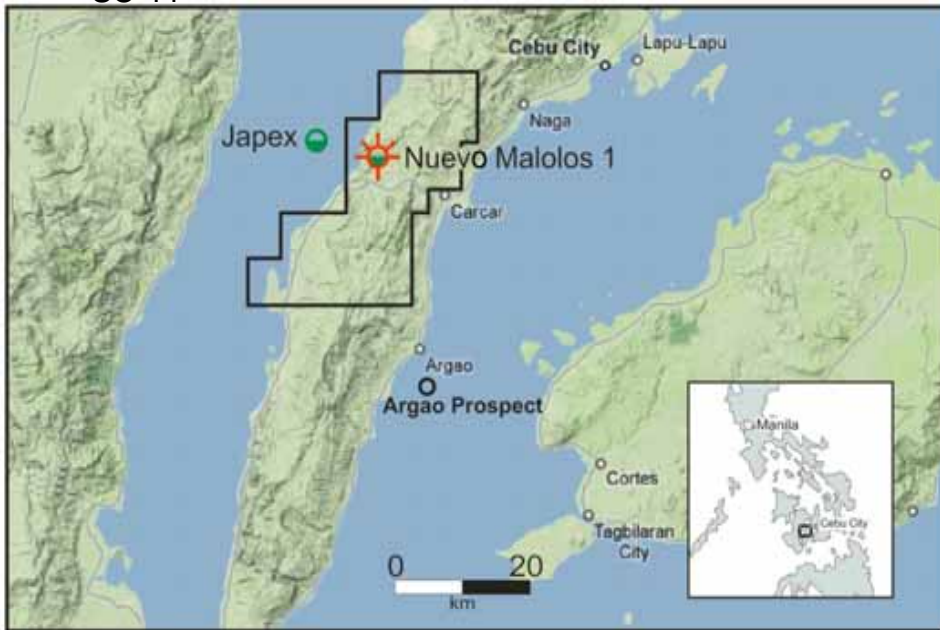 Cebu City
Lapu-Lapu
Naga
Japex
Nuevo Malolos 1
Carcar
Argao
Argao Prospect
Cortes
Tagbilaran
City
0 20
km
Manila
Cebu City